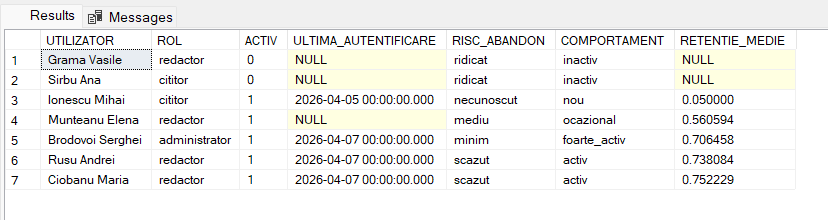 Results Messages
UTILIZATOR ROL ACTIV ULTIMA_AUTENTIFICARE RISC_ABANDON COMPORTAMENT RETENTIE_MEDIE
1 Grama Vasile redactor 0 NULL ridicat inactiv NULL
2 Sirbu Ana cititor 0 NULL ridicat inactiv NULL
3 Ionescu Mihai cititor 1 2026-04-05 00:00:00.000 necunoscut nou 0.050000
4 Munteanu Elena redactor 1 NULL mediu ocazional 0.560594
5 Brodovoi Serghei administrator 1 2026-04-07 00:00:00.000 minim foarte_activ 0.706458
6 Rusu Andrei redactor 1 2026-04-07 00:00:00.000 scazut activ 0.738084
7 Ciobanu Maria redactor 1 2026-04-07 00:00:00.000 scazut activ 0.752229